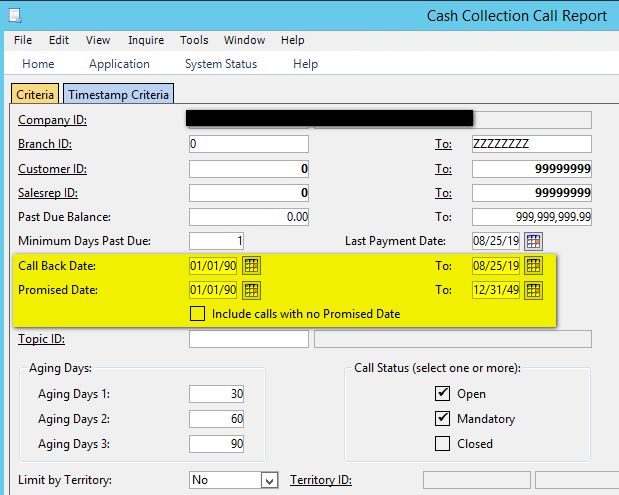 Cash Collection Call Report
File Edit View Inquire Tools Window Help
Home Application System Status Help
Criteria Timestamp Criteria
Company ID:
Branch ID: 0 To: ZZZZZZZZ
Customer ID: 0 To: 99999999
Salesrep ID: 0 To: 99999999
Past Due Balance: 0.00 To: 999,999,999.99
Minimum Days Past Due: 1 Last Payment Date: 08/25/19
Call Back Date: 01/01/90 To: 08/25/19
Promised Date: 01/01/90 To: 12/31/49
Include calls with no Promised Date
Topic ID:
Aging Days: Call Status (select one or more):
Aging Days 1: 30 Open
Aging Days 2: 60 Mandatory
Aging Days 3: 90 Closed
Limit by Territory: No Territory ID: